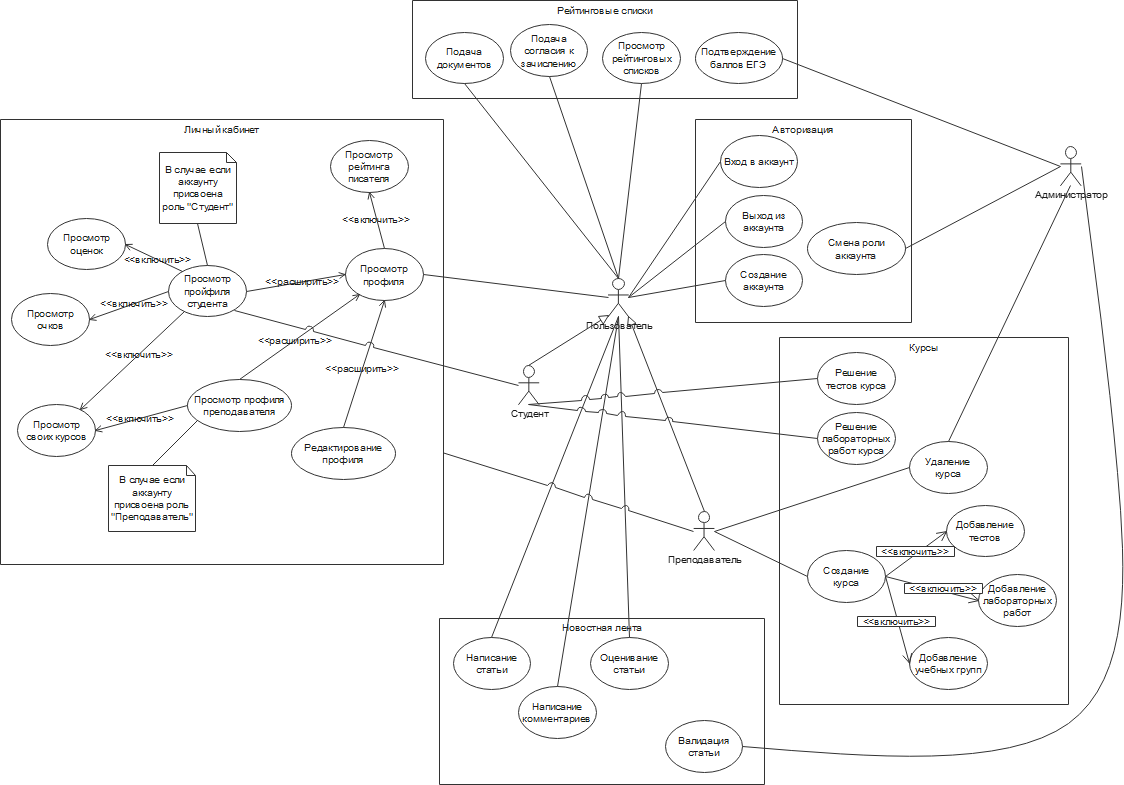 Рейтинговые списки
Подача
документов
Подача
согласия к
зачислению
Просмотр
рейтинговых
списков
Подтверждение
баллов ЕГЭ
Личный кабинет
В случае если
аккаунту
присвоена
роль "Студент"
Просмотр
рейтинга
писателя
<<включить>>
Просмотр
оценок
<<включить>>
Просмотр
пройфиля
студента
<<расширить>>
Просмотр
профиля
Просмотр
очков
<<включить>>
<<включить>>
<<расширить>>
<<расширить>>
Просмотр профиля
преподавателя
<<включить>>
Просмотр
своих курсов
Редактирование
профиля
В случае если
аккаунту
присвоена роль
"Преподаватель"
Авторизация
Вход в аккаунт
Выход из
аккаунта
Смена роли
аккаунта
Создание
аккаунта
Администратор
Пользователь
Студент
Преподаватель
Курсы
Решение
тестов курса
Решение
лабораторных
работ курса
Удаление
курса
Добавление
тестов
<<включить>>
Создание
курса
<<включить>>
Добавление
лабораторных
работ
<<включить>>
Добавление
учебных групп
Новостная лента
Написание
статьи
Оценивание
статьи
Написание
комментариев
Валидация
статьи